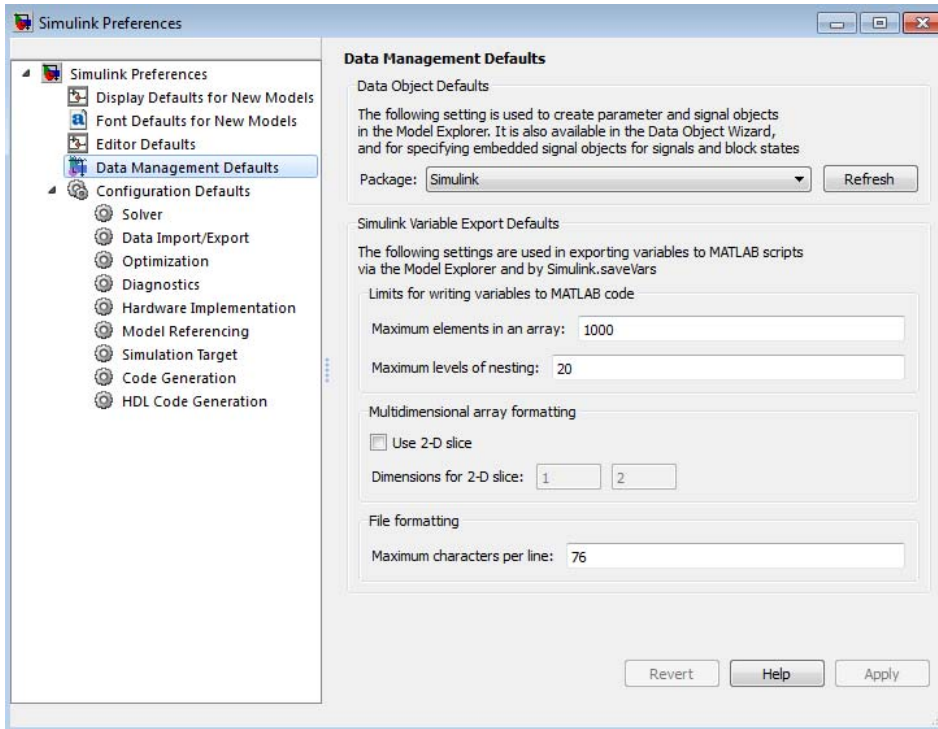 Simulink Preferences
Simulink Preferences
Display Defaults for New Models
Font Defaults for New Models
Editor Defaults
Data Management Defaults
Configuration Defaults
Solver
Data Import/Export
Optimization
Diagnostics
Hardware Implementation
Model Referencing
Simulation Target
Code Generation
HDL Code Generation
Data Management Defaults
Data Object Defaults
The following setting is used to create parameter and signal objects
in the Model Explorer. It is also available in the Data Object Wizard,
and for specifying embedded signal objects for signals and block states
Package: Simulink Refresh
Simulink Variable Export Defaults
The following settings are used in exporting variables to MATLAB scripts
via the Model Explorer and by Simulink.saveVars
Limits for writing variables to MATLAB code
Maximum elements in an array: 1000
Maximum levels of nesting: 20
Multidimensional array formatting
Use 2-D slice
Dimensions for 2-D slice: 1 2
File formatting
Maximum characters per line: 76
Revert Help Apply